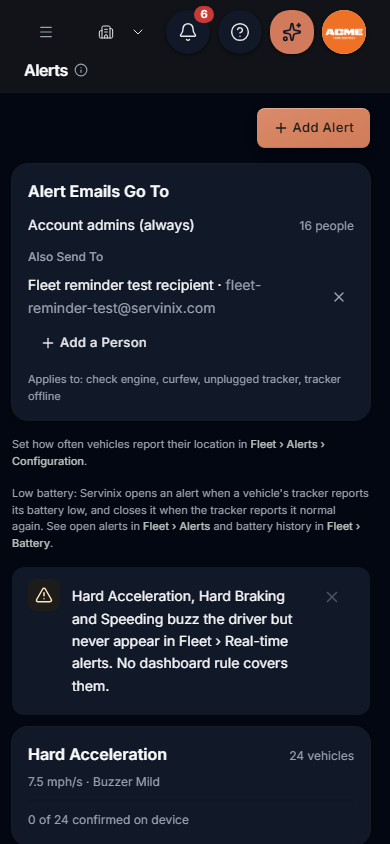 6
ACME
Alerts
+ Add Alert
Alert Emails Go To
Account admins (always) 16 people
Also Send To
Fleet reminder test recipient · fleet-
reminder-test@servinix.com
+ Add a Person
Applies to: check engine, curfew, unplugged tracker, tracker
offline
Set how often vehicles report their location in Fleet › Alerts ›
Configuration.
Low battery: Servinix opens an alert when a vehicle's tracker reports
its battery low, and closes it when the tracker reports it normal
again. See open alerts in Fleet › Alerts and battery history in Fleet ›
Battery.
Hard Acceleration, Hard Braking
and Speeding buzz the driver but
never appear in Fleet › Real-time
alerts. No dashboard rule covers
them.
Hard Acceleration 24 vehicles
7.5 mph/s · Buzzer Mild
0 of 24 confirmed on device